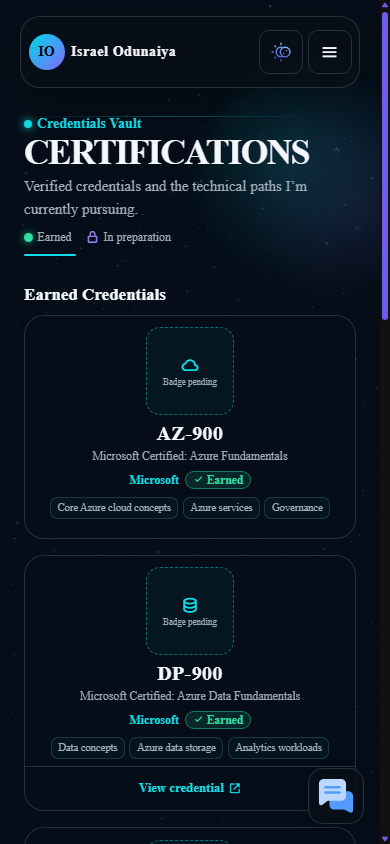 IO Israel Odunaiya
Credentials Vault
CERTIFICATIONS
Verified credentials and the technical paths I'm
currently pursuing.
Earned In preparation
Earned Credentials
Badge pending
AZ-900
Microsoft Certified: Azure Fundamentals
Microsoft Earned
Core Azure cloud concepts Azure services Governance
Badge pending
DP-900
Microsoft Certified: Azure Data Fundamentals
Microsoft Earned
Data concepts Azure data storage Analytics workloads
View credential